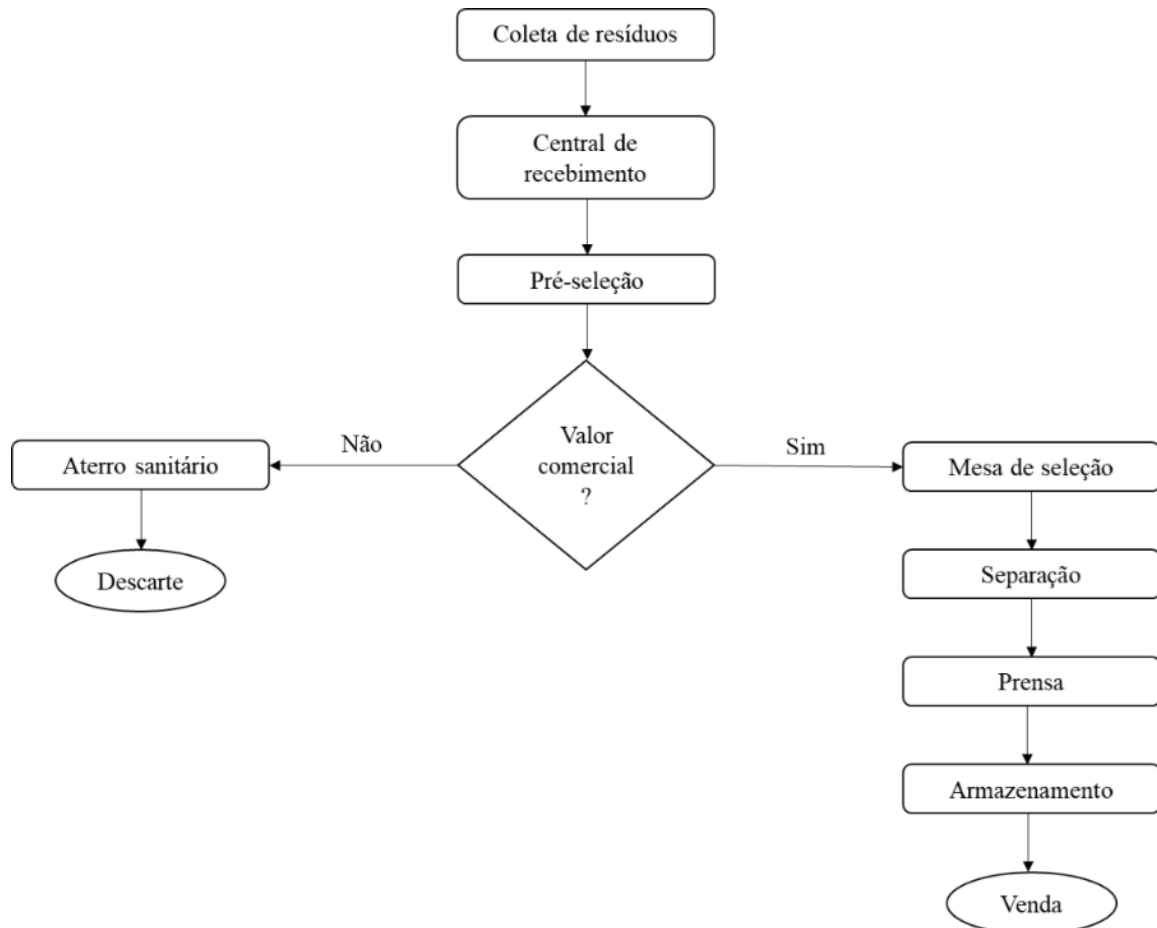 Coleta de resíduos
Central de
recebimento
Pré-seleção
Valor
comercial
?
Não
Sim
Aterro sanitário
Descarte
Mesa de seleção
Separação
Prensa
Armazenamento
Venda